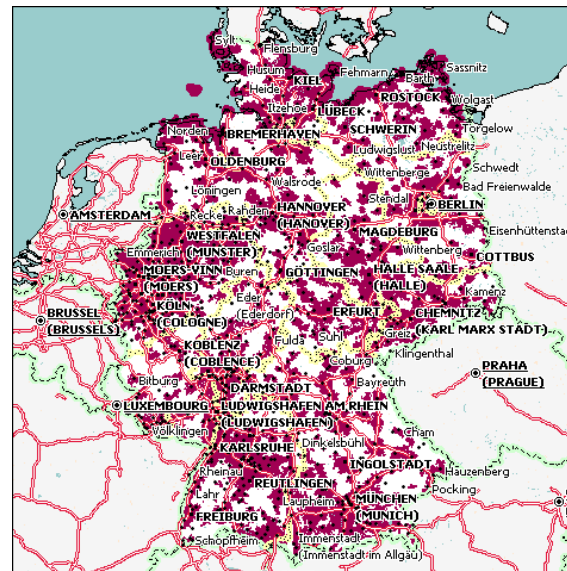 Sylt
Flensburg
Husum
KIEL
Fehmarn
Sassnitz
Heide
Barth
ROSTOCK
Itzehoe
LÜBECK
Wolgast
Norden
BREMERHAVEN
SCHWERIN
Torgelow
Leer
Ludwigslust
Neustrelitz
OLDENBURG
Wittenberge
Schwedt
Walsrode
Löningen
Stendal
Bad Freienwalde
AMSTERDAM
Recke
Rahden
HANNOVER
(HANOVER)
BERLIN
WESTFALEN
(MUNSTER)
MAGDEBURG
Eisenhüttenstadt
Emmerich
Goslar
Wittenberg
COTTBUS
MOERS-VINN
(MOERS)
Buren
GÖTTINGEN
HALLE SAALE
(HALLE)
Kamenz
BRUSSEL
(BRUSSELS)
KÖLN
(COLOGNE)
Eder
(Ederdorf)
ERFURT
CHEMNITZ
(KARL MARX STADT)
KOBLENZ
(COBLENCE)
Fulda
Suhl
Greiz
Coburg
Klingenthal
PRAHA
(PRAGUE)
Bitburg
DARMSTADT
Bayreuth
LUXEMBOURG
LUDWIGSHAFEN AM RHEIN
(LUDWIGSHAFEN)
Völklingen
Dinkelsbühl
Cham
KARLSRUHE
Rheinau
INGOLSTADT
Hauzenberg
REUTLINGEN
Pocking
Lahr
Laupheim
MÜNCHEN
(MUNICH)
FREIBURG
Schopfheim
Immenstadt
(Immenstadt im Allgäu)